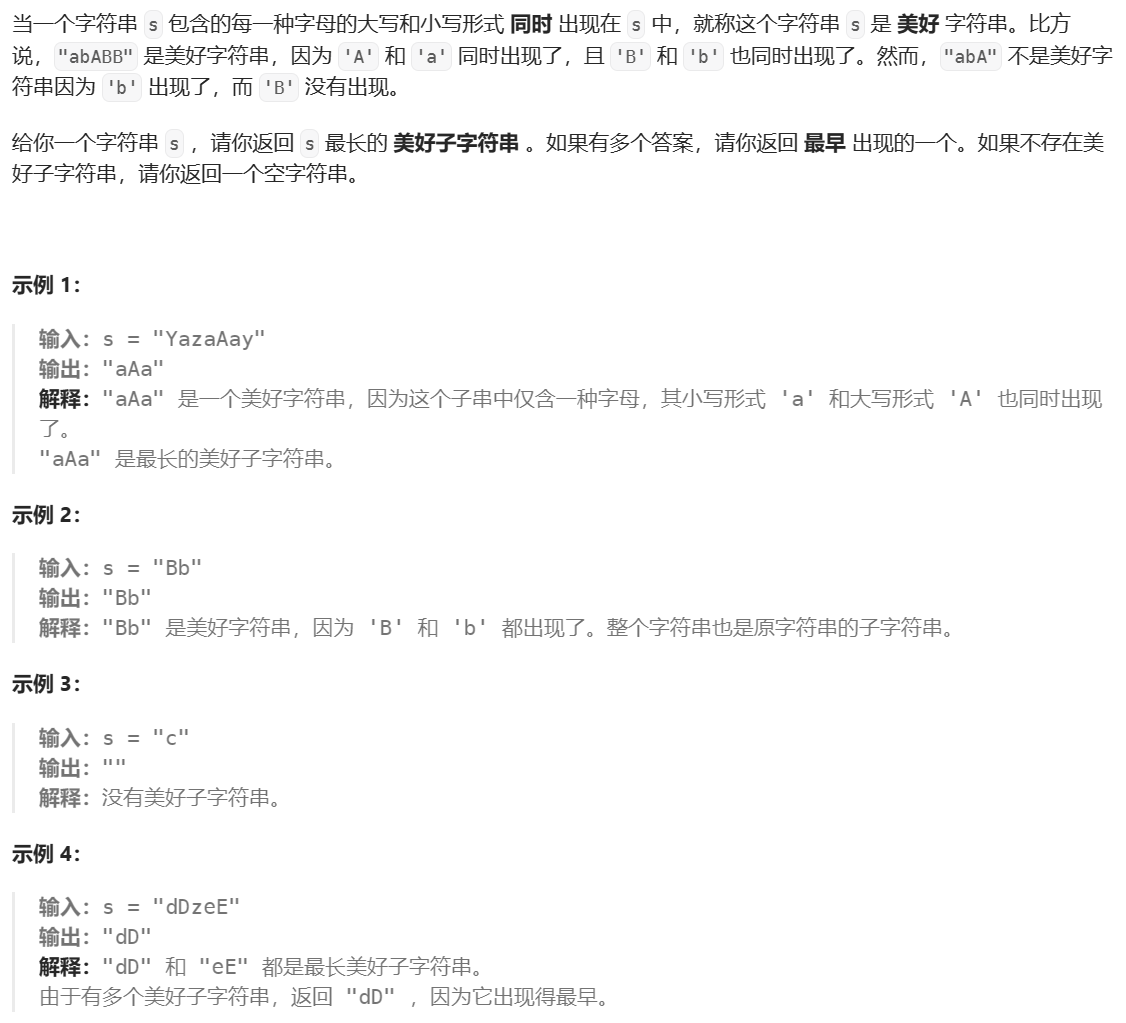 当一个字符串 s 包含的每一种字母的大写和小写形式 同时 出现在 s 中，就称这个字符串 s 是 美好 字符串。比方
说，"abABB" 是美好字符串，因为 'A' 和 'a' 同时出现了，且 'B' 和 'b' 也同时出现了。然而，"abA" 不是美好字
符串因为 'b' 出现了，而 'B' 没有出现。
给你一个字符串 s ，请你返回 s 最长的 美好子字符串 。如果有多个答案，请你返回 最早 出现的一个。如果不存在美
好子字符串，请你返回一个空字符串。
示例 1：
输入：s = "YazaAay"
输出："aAa"
解释："aAa" 是一个美好字符串，因为这个子串中仅含一种字母，其小写形式 'a' 和大写形式 'A' 也同时出现
了。
"aAa" 是最长的美好子字符串。
示例 2：
输入：s = "Bb"
输出："Bb"
解释："Bb" 是美好字符串，因为 'B' 和 'b' 都出现了。整个字符串也是原字符串的子字符串。
示例 3：
输入：s = "c"
输出：""
解释：没有美好子字符串。
示例 4：
输入：s = "dDzeE"
输出："dD"
解释："dD" 和 "eE" 都是最长美好子字符串。
由于有多个美好子字符串，返回 "dD" ，因为它出现得最早。